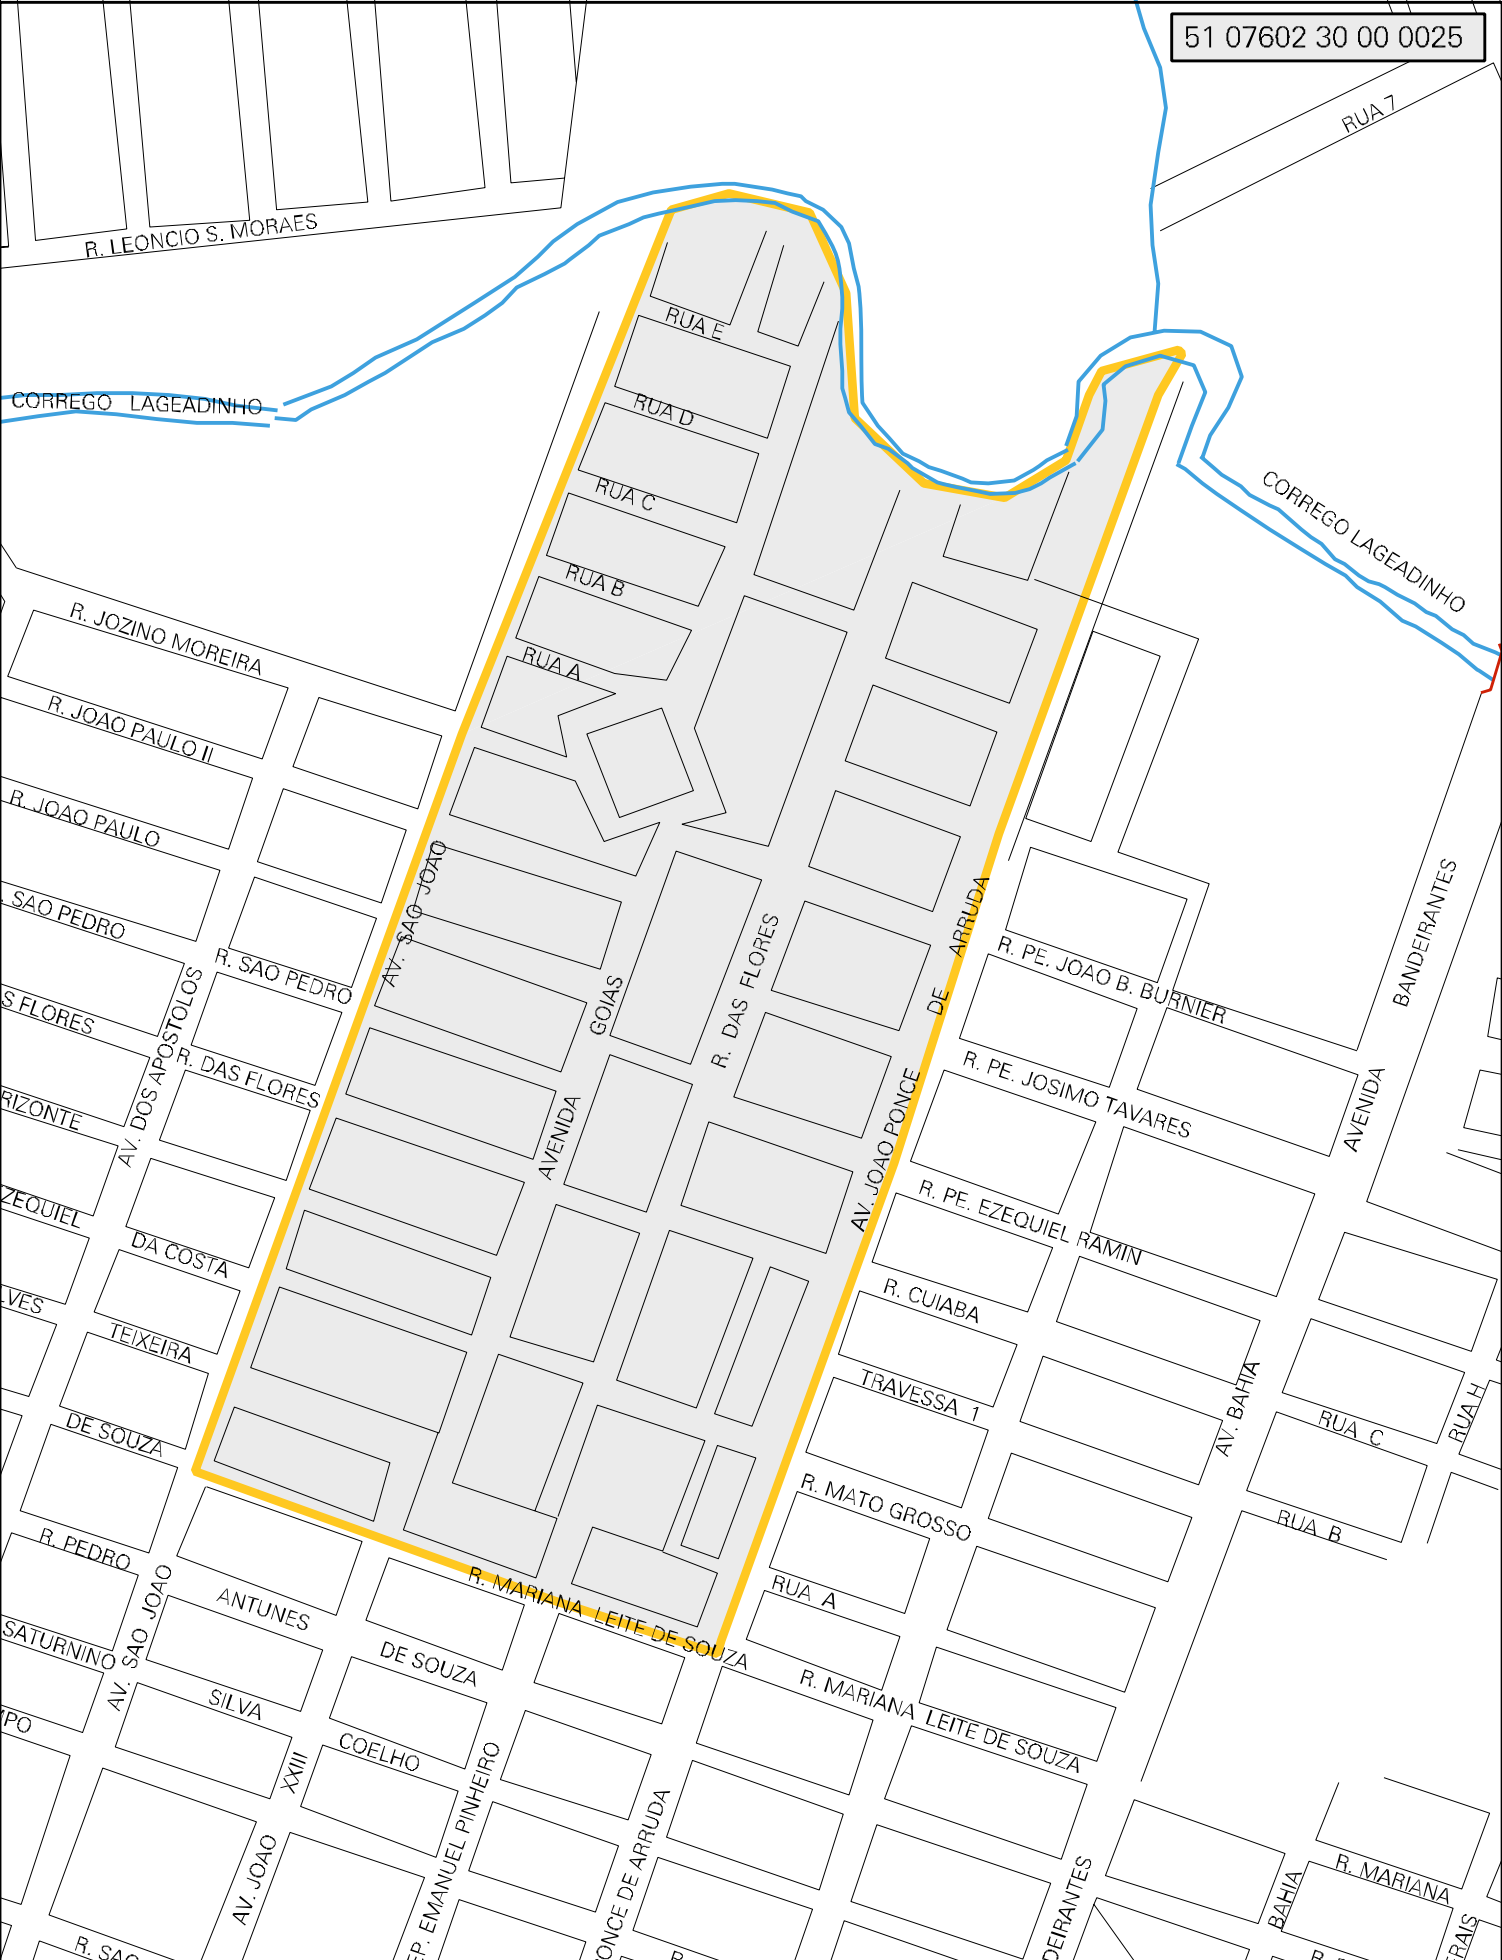 51 07602 30 00 0025
RUA 7
R. LEONCIO S. MORAES
RUA E
CORREGO LAGEADINHO
RUA D
RUA C
CORREGO LAGEADINHO
RUA B
R. JOZINO MOREIRA
RUA A
R. JOAO PAULO II
R. JOAO PAULO
AV. SAO JOAO
SAO PEDRO
R. SAO PEDRO
AV. DOS APOSTOLOS
GOIAS
R. DAS FLORES
AV. JOAO PONCE DE ARRUDA
R. PE. JOAO B. BURNIER
BANDEIRANTES
S FLORES
R. DAS FLORES
R. PE. JOSIMO TAVARES
AVENIDA
RIZONTE
AVENIDA
ZEQUIEL
DA COSTA
R. PE. EZEQUIEL RAMIN
R. CUIABA
LVES
TEIXEIRA
TRAVESSA 1
AV. BAHIA
RUA C
RUA H
DE SOUZA
R. MATO GROSSO
RUA B
R. PEDRO
AV. SAO JOAO
ANTUNES
R. MARIANA LEITE DE SOUZA
RUA A
SATURNINO
DE SOUZA
R. MARIANA LEITE DE SOUZA
SILVA
MPO
COELHO
XXIII
AV. JOAO
EP. EMANUEL PINHEIRO
ONCE DE ARRUDA
DEIRANTES
BAHIA
R. MARIANA
ERAIS
R. SAO
R.